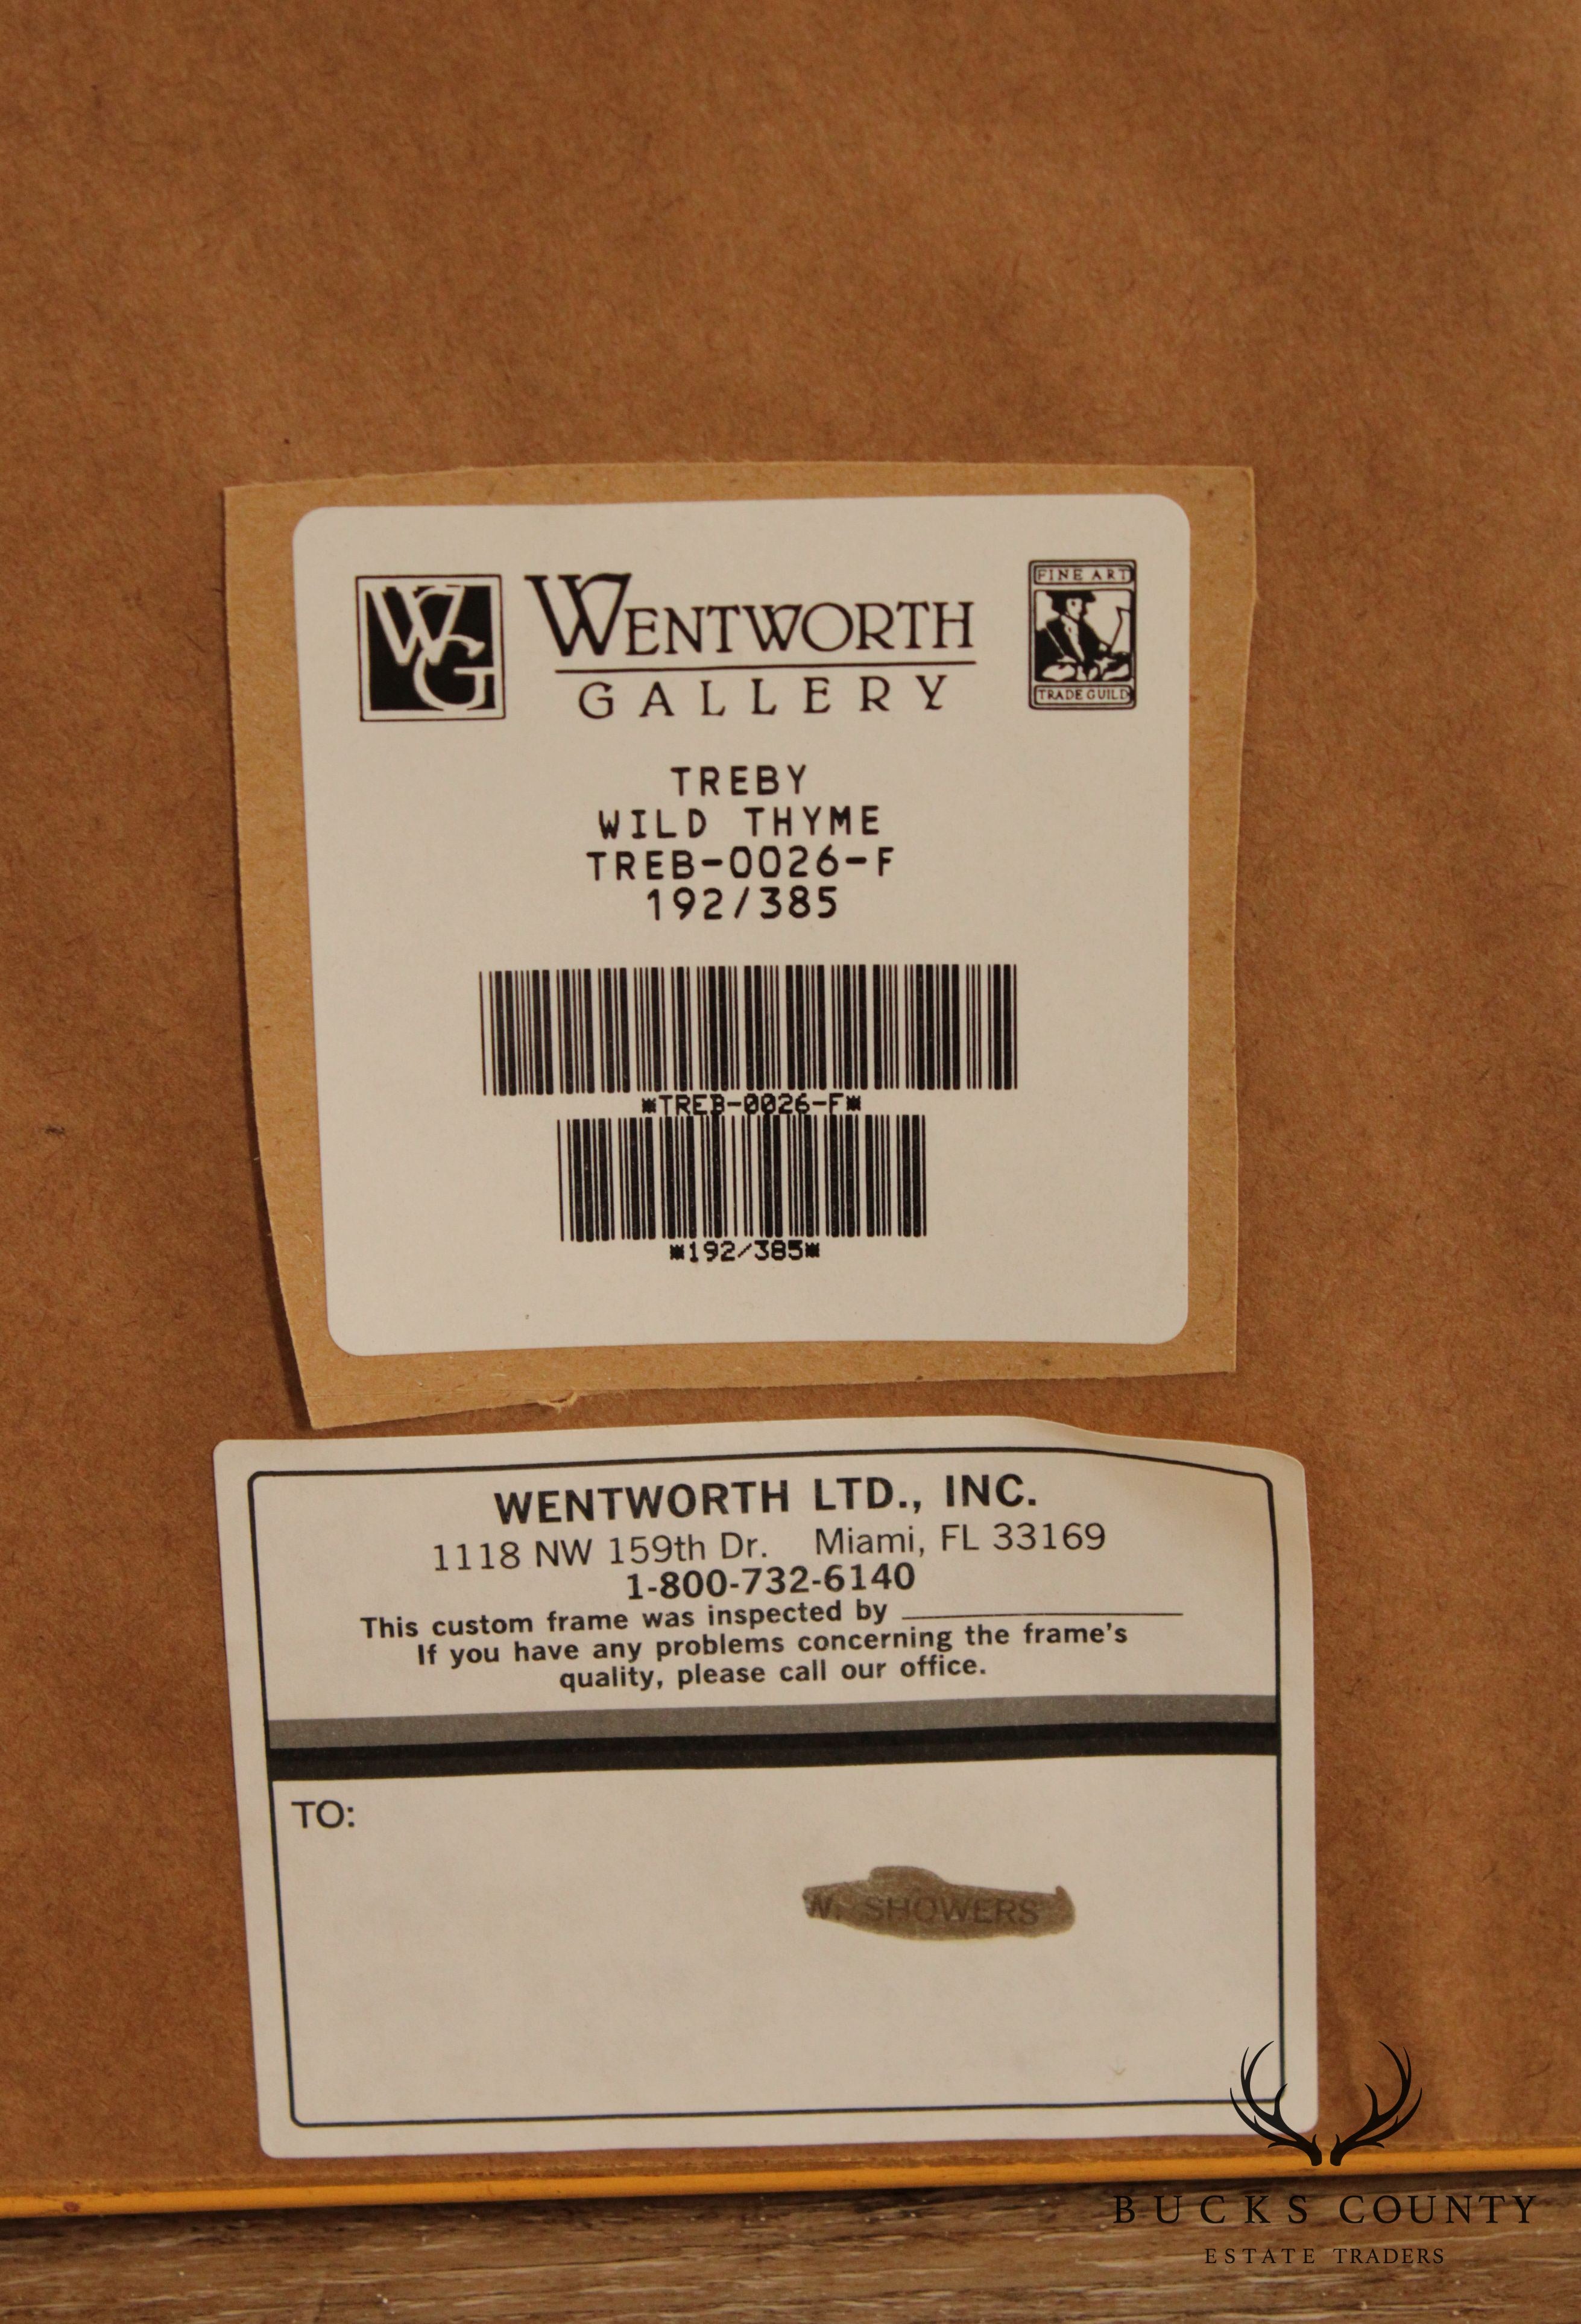 WG
WENTWORTH
GALLERY
FINE ART
TRADE GUILD
TREBY
WILD THYME
TREB-0026-F
192/385
*TREB-0026-F*
*192/385*
WENTWORTH LTD., INC.
1118 NW 159th Dr. Miami, FL 33169
1-800-732-6140
This custom frame was inspected by
If you have any problems concerning the frame's
quality, please call our office.
TO:
W. SHOWERS
BUCKS COUNTY
ESTATE TRADERS